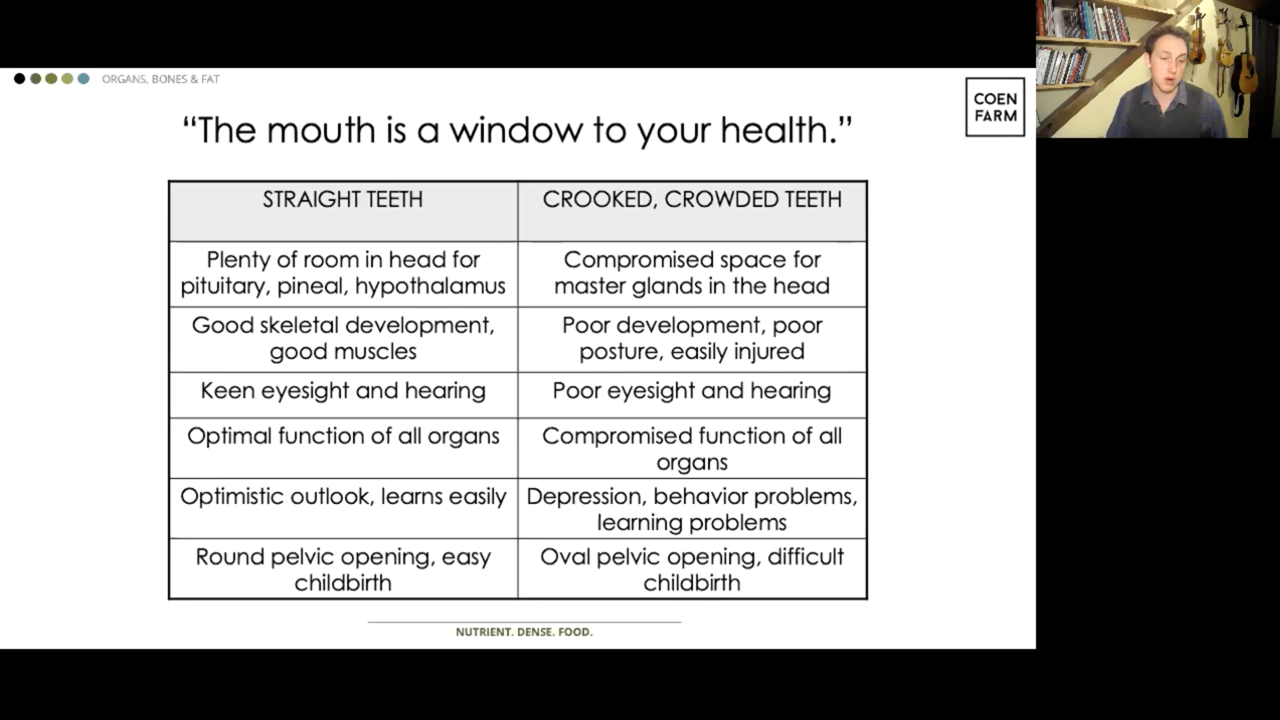 ORGANS, BONES & FAT
COEN
FARM
“The mouth is a window to your health.”
STRAIGHT TEETH
CROOKED, CROWDED TEETH
Plenty of room in head for
pituitary, pineal, hypothalamus
Compromised space for
master glands in the head
Good skeletal development,
good muscles
Poor development, poor
posture, easily injured
Keen eyesight and hearing
Poor eyesight and hearing
Optimal function of all organs
Compromised function of all
organs
Optimistic outlook, learns easily
Depression, behavior problems,
learning problems
Round pelvic opening, easy
childbirth
Oval pelvic opening, difficult
childbirth
NUTRIENT. DENSE. FOOD.